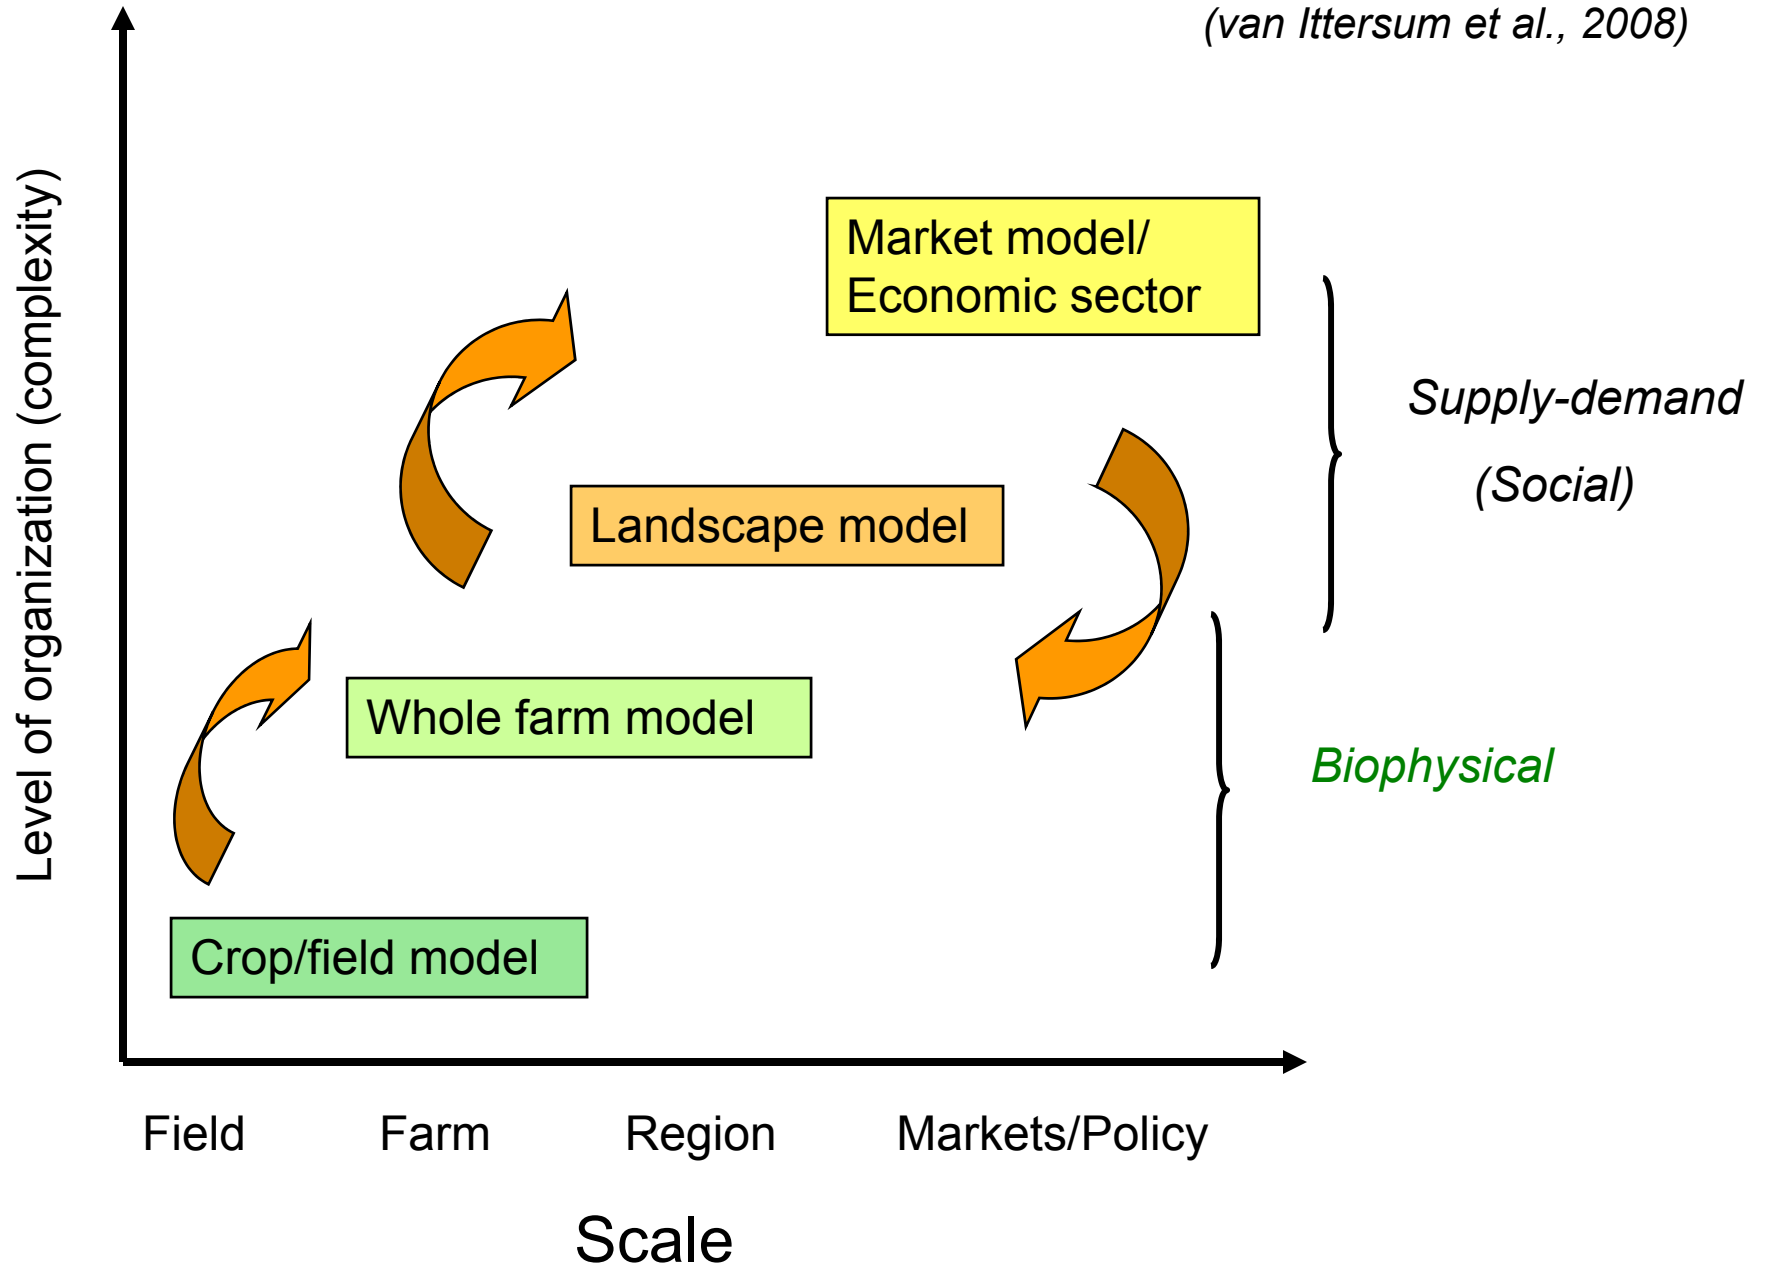 (van Ittersum et al., 2008)
Level of organization (complexity)
Market model/
Economic sector
Supply-demand
(Social)
Landscape model
Whole farm model
Biophysical
Crop/field model
Field Farm Region Markets/Policy
Scale